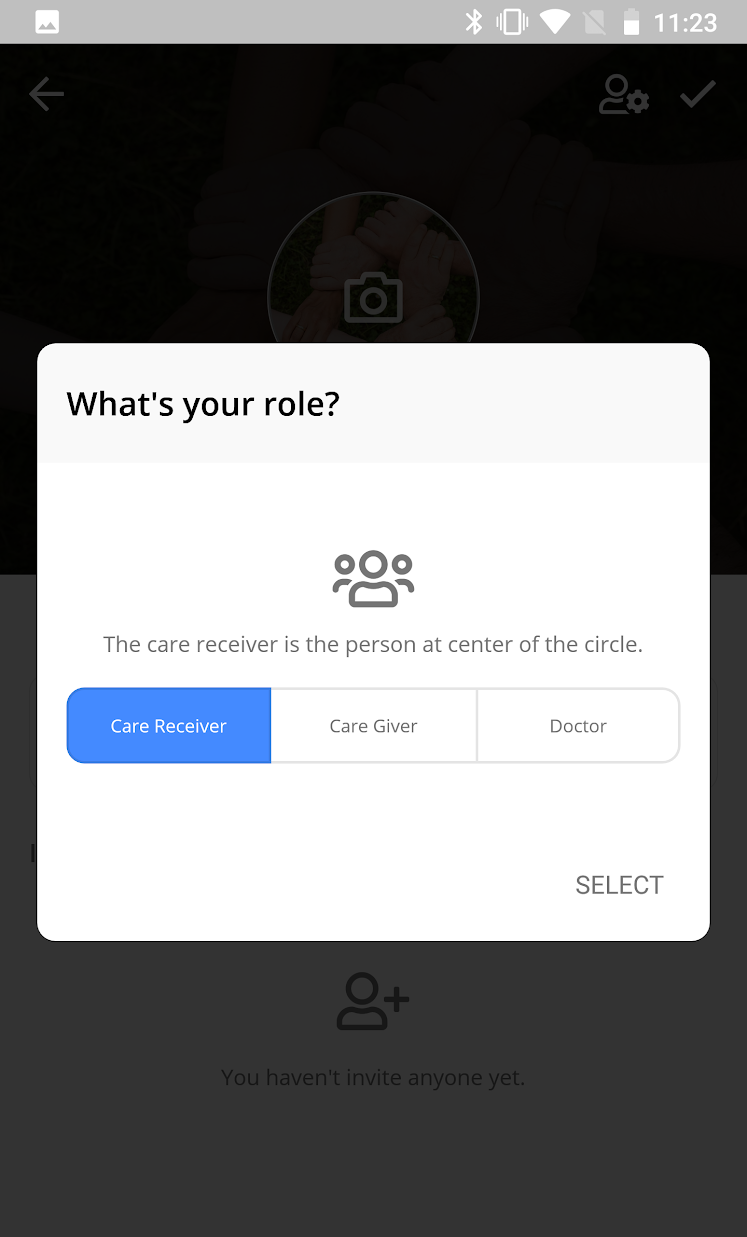 11:23
What's your role?
The care receiver is the person at center of the circle.
Care Receiver
Care Giver
Doctor
SELECT
You haven't invite anyone yet.